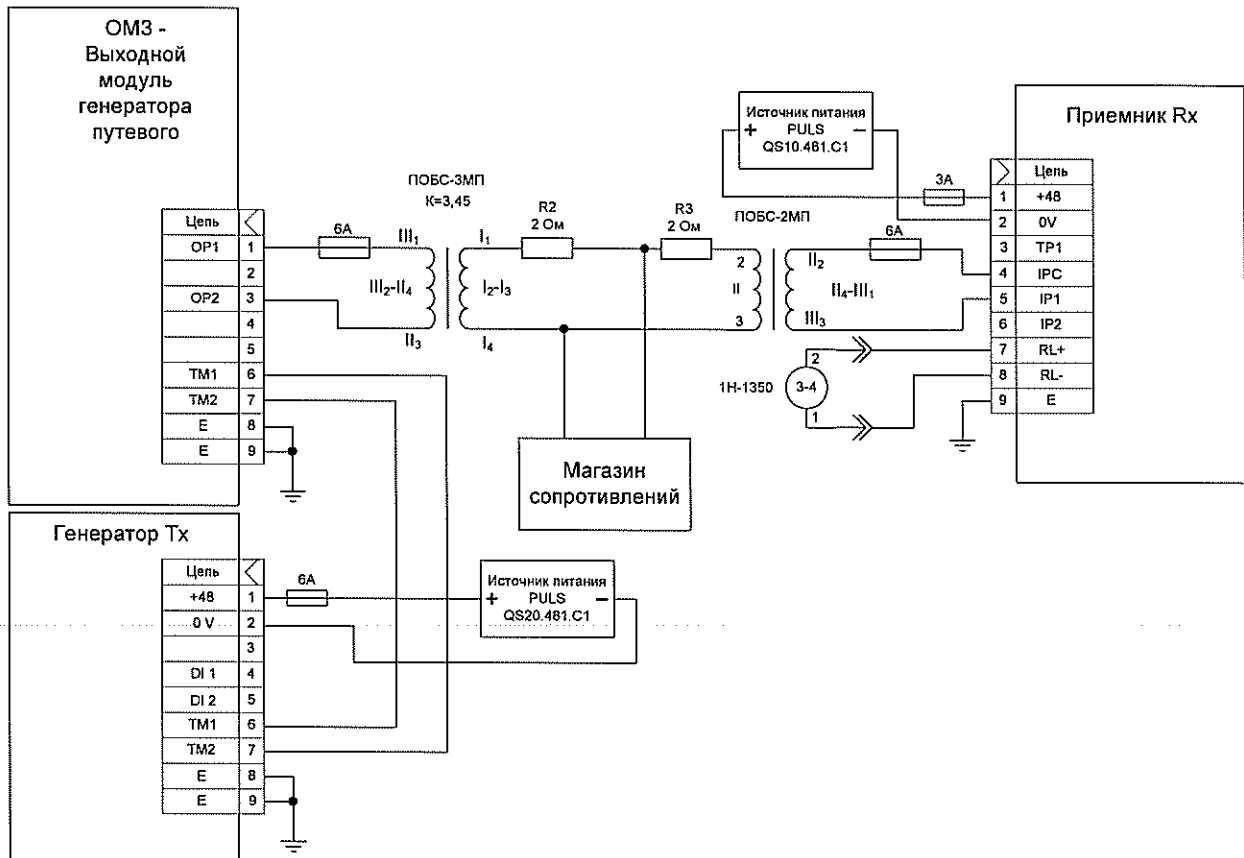 ОМ3 -
Выходной
модуль
генератора
путевого
Цепь
OP1 1
2
OP2 3
4
5
TM1 6
TM2 7
E 8
E 9
6А
ПОБС-3МП
К=3,45
III₁
III₂-II₄
II₃
I₁
I₂-I₃
I₄
R2
2 Ом
R3
2 Ом
ПОБС-2МП
2
II
3
II₂
II₄-III₁
III₃
6А
Источник питания
+ PULS −
QS10.481.C1
3А
Приемник Rx
Цепь
1 +48
2 0V
3 TP1
4 IPC
5 IP1
6 IP2
7 RL+
8 RL-
9 E
1Н-1350
2
3-4
1
Магазин
сопротивлений
Генератор Tx
Цепь
+48 1
0 V 2
3
DI 1 4
DI 2 5
TM1 6
TM2 7
E 8
E 9
6А
Источник питания
+ PULS −
QS20.481.C1